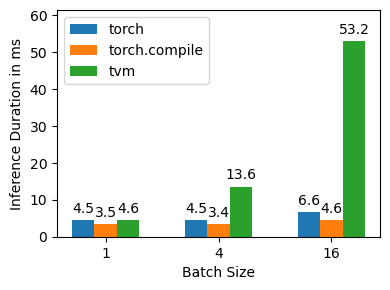 Inference Duration in ms
60
50
40
30
20
10
0
torch
torch.compile
tvm
4.5 3.5 4.6
4.5 3.4 13.6
6.6 4.6 53.2
1 4 16
Batch Size